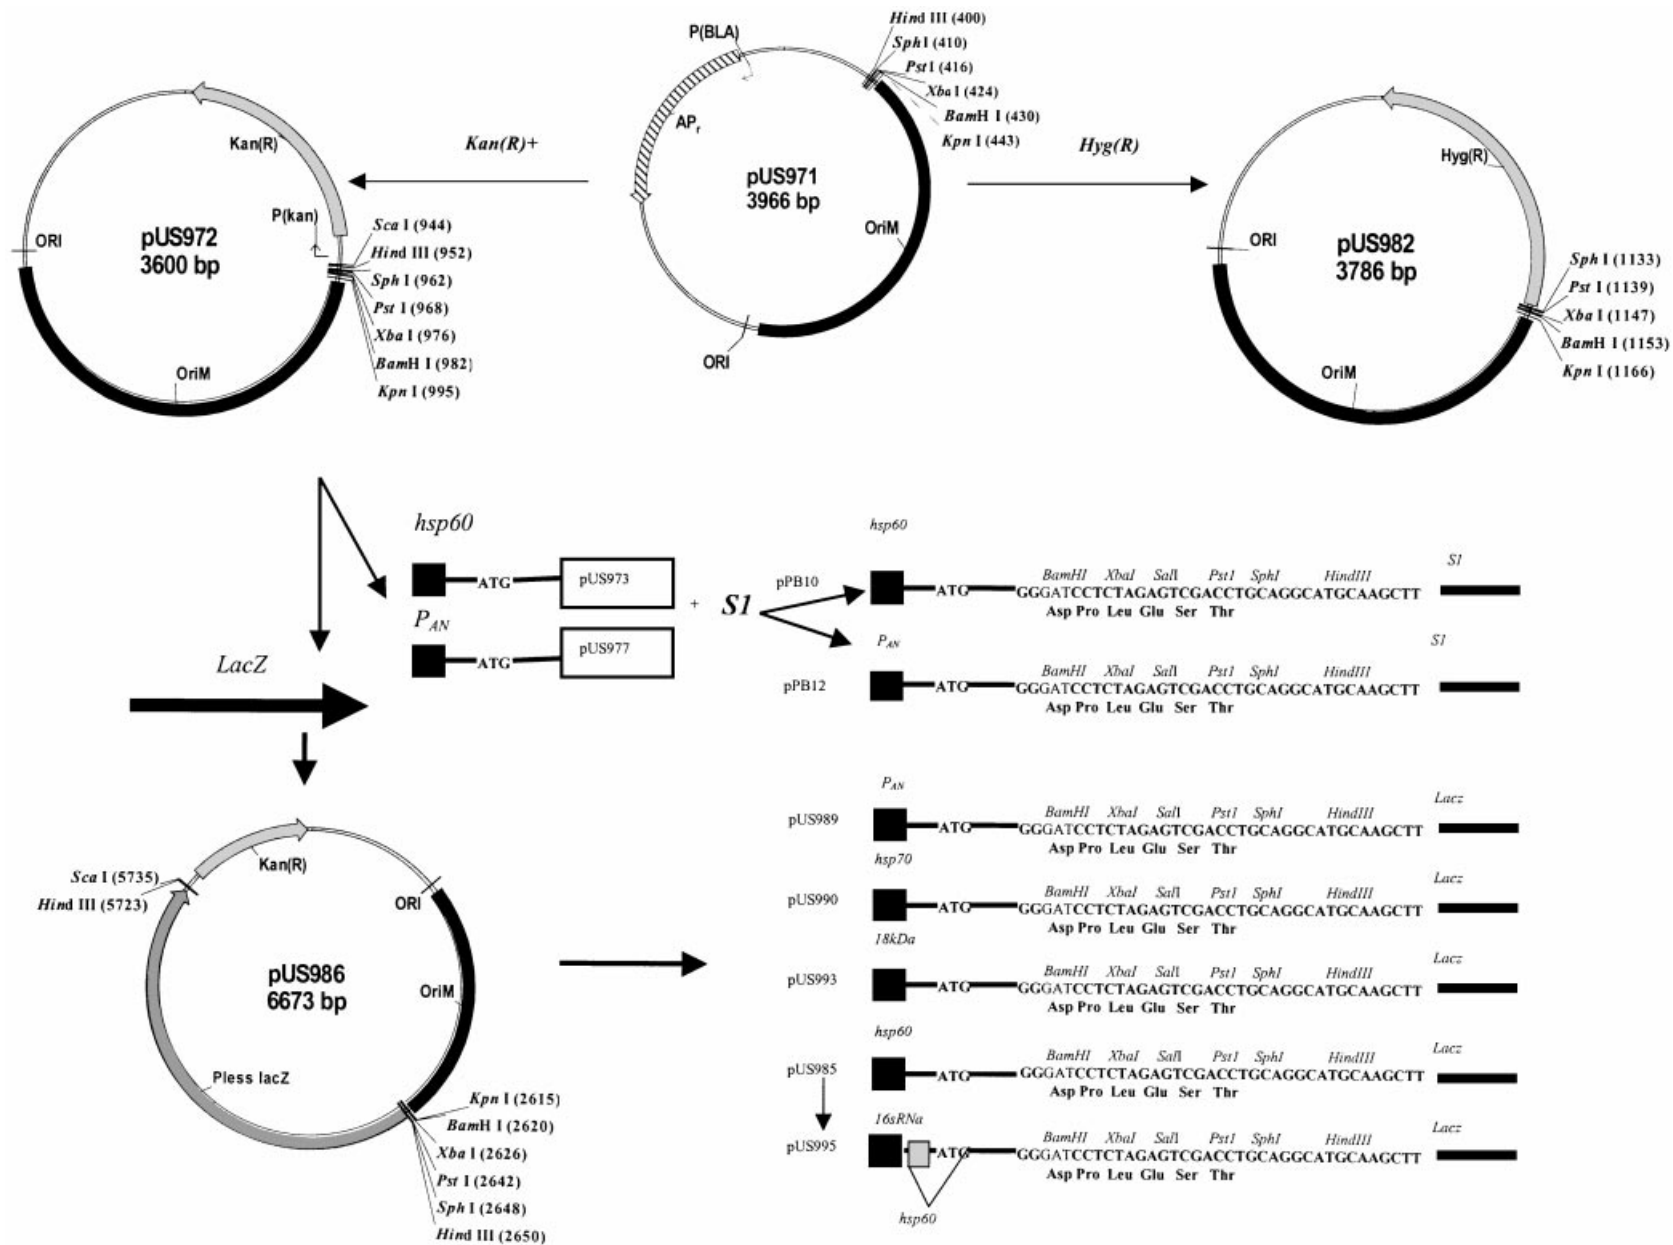 P(BLA)
APr
pUS971
3966 bp
OriM
ORI
Hind III (400)
Sph I (410)
Pst I (416)
Xba I (424)
BamH I (430)
Kpn I (443)
Kan(R)+
Hyg(R)
Kan(R)
P(kan)
ORI
pUS972
3600 bp
OriM
Sca I (944)
Hind III (952)
Sph I (962)
Pst I (968)
Xba I (976)
BamH I (982)
Kpn I (995)
Hyg(R)
ORI
pUS982
3786 bp
OriM
Sph I (1133)
Pst I (1139)
Xba I (1147)
BamH I (1153)
Kpn I (1166)
hsp60
ATG pUS973
PAN
ATG pUS977
+ S1
LacZ
hsp60
pPB10
S1
BamHI XbaI SalI Pst1 SphI HindIII
ATG GGGATCCTCTAGAGTCGACCTGCAGGCATGCAAGCTT
Asp Pro Leu Glu Ser Thr
PAN
S1
pPB12
BamHI XbaI SalI Pst1 SphI HindIII
ATG GGGATCCTCTAGAGTCGACCTGCAGGCATGCAAGCTT
Asp Pro Leu Glu Ser Thr
PAN
Lacz
pUS989
BamHI XbaI SalI Pst1 SphI HindIII
ATG GGGATCCTCTAGAGTCGACCTGCAGGCATGCAAGCTT
Asp Pro Leu Glu Ser Thr
hsp70
Lacz
pUS990
BamHI XbaI SalI Pst1 SphI HindIII
ATG GGGATCCTCTAGAGTCGACCTGCAGGCATGCAAGCTT
Asp Pro Leu Glu Ser Thr
18kDa
Lacz
pUS993
BamHI XbaI SalI Pst1 SphI HindIII
ATG GGGATCCTCTAGAGTCGACCTGCAGGCATGCAAGCTT
Asp Pro Leu Glu Ser Thr
hsp60
Lacz
pUS985
BamHI XbaI SalI Pst1 SphI HindIII
ATG GGGATCCTCTAGAGTCGACCTGCAGGCATGCAAGCTT
Asp Pro Leu Glu Ser Thr
16sRNa
Lacz
pUS995
BamHI XbaI SalI Pst1 SphI HindIII
ATG GGGATCCTCTAGAGTCGACCTGCAGGCATGCAAGCTT
Asp Pro Leu Glu Ser Thr
hsp60
Kan(R)
Sca I (5735)
Hind III (5723)
ORI
pUS986
6673 bp
OriM
Pless lacZ
Kpn I (2615)
BamH I (2620)
Xba I (2626)
Pst I (2642)
Sph I (2648)
Hind III (2650)